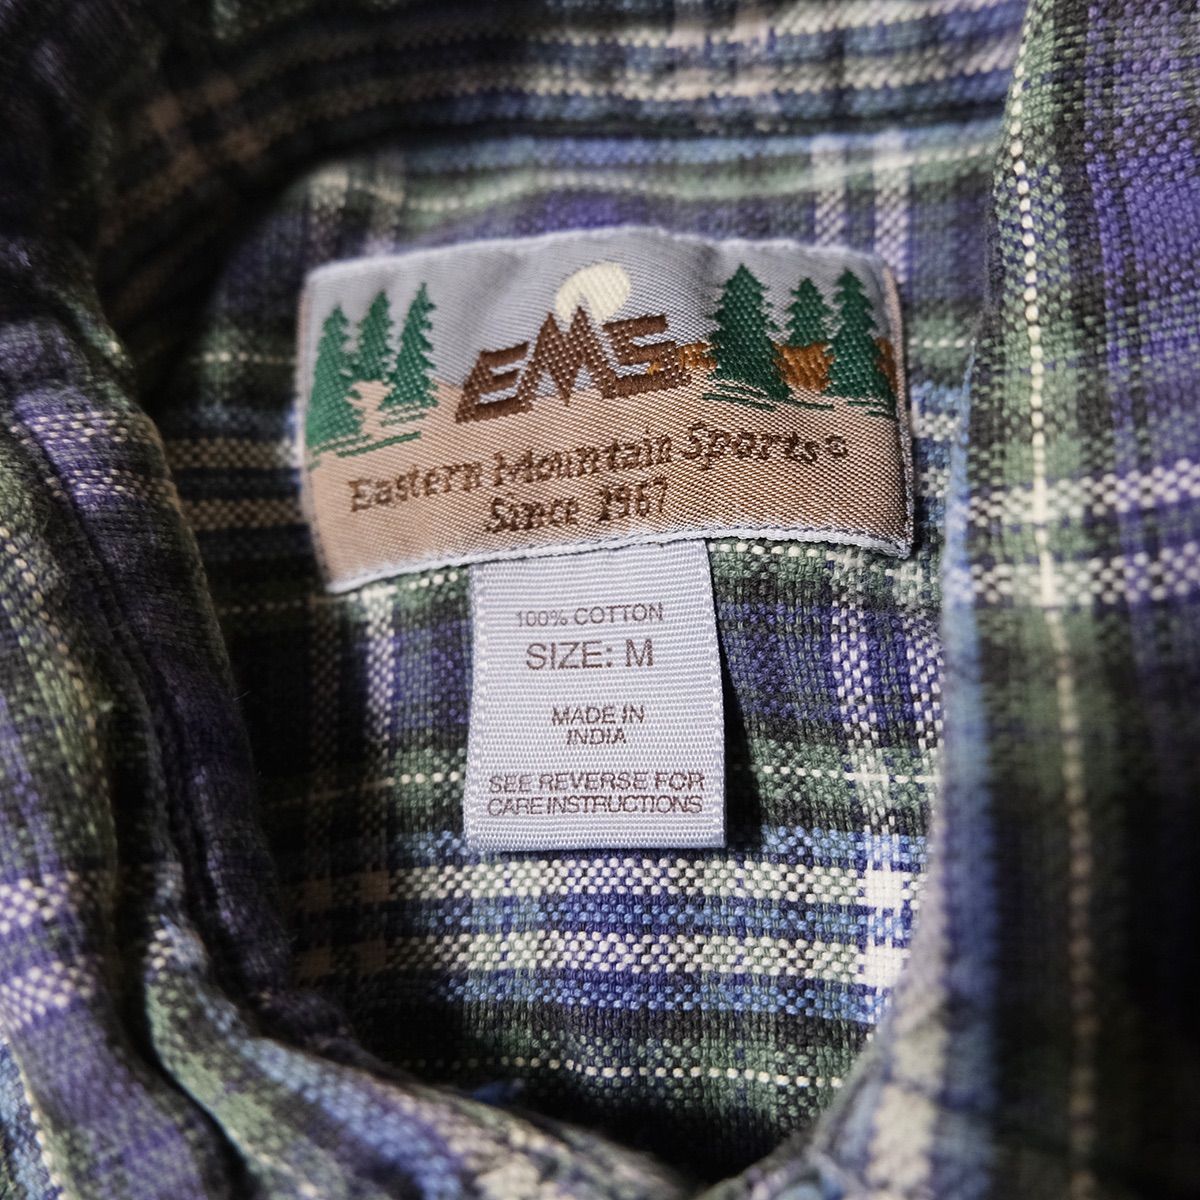 EMS
Eastern Mountain Sports®
Since 1967
100% COTTON
SIZE: M
MADE IN
INDIA
SEE REVERSE FOR
CARE INSTRUCTIONS